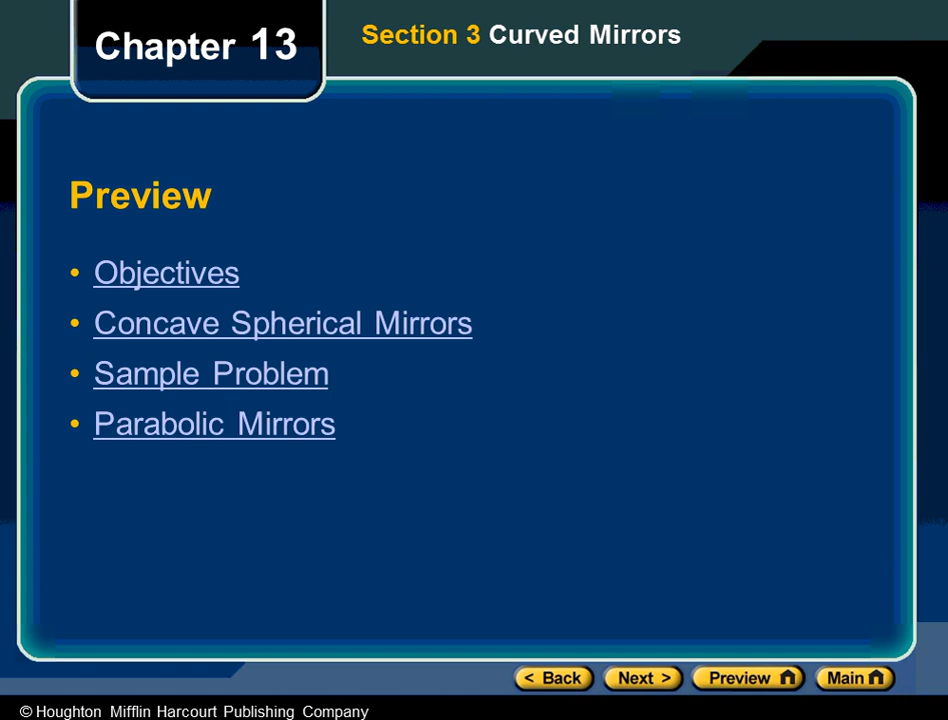 Chapter 13
Section 3 Curved Mirrors
Preview
• Objectives
• Concave Spherical Mirrors
• Sample Problem
• Parabolic Mirrors
< Back
Next >
Preview
Main
© Houghton Mifflin Harcourt Publishing Company